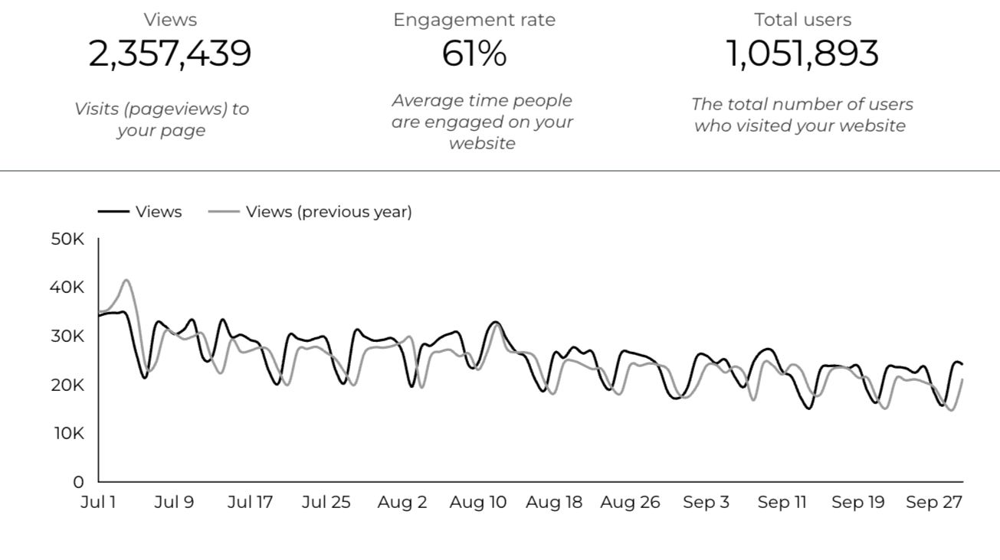 Views
2,357,439
Visits (pageviews) to
your page
Engagement rate
61%
Average time people
are engaged on your
website
Total users
1,051,893
The total number of users
who visited your website
Views
Views (previous year)
50K
40K
30K
20K
10K
0
Jul 1
Jul 9
Jul 17
Jul 25
Aug 2
Aug 10
Aug 18
Aug 26
Sep 3
Sep 11
Sep 19
Sep 27